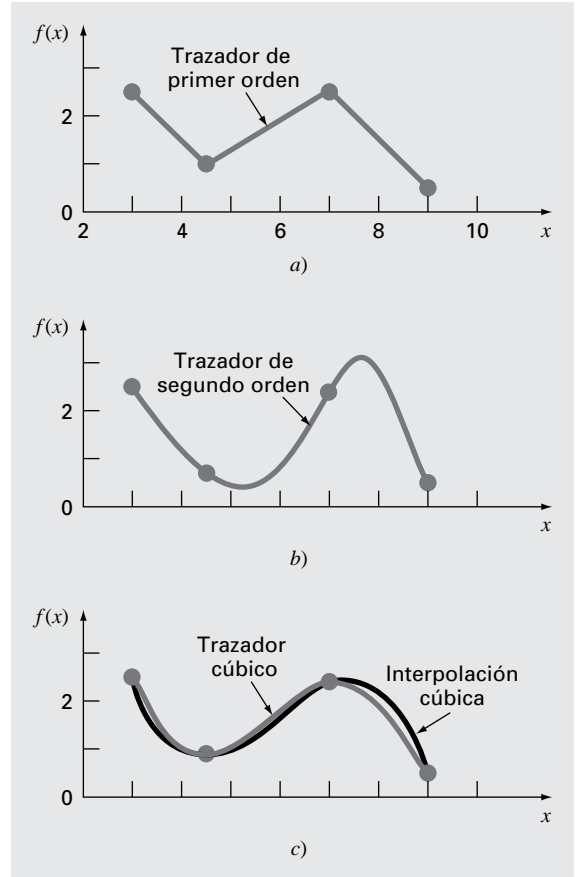 f(x)
Trazador de
primer orden
2
0
2 4 6 8 10 x
a)
f(x)
Trazador de
segundo orden
2
0
x
b)
f(x)
Trazador
cúbico
Interpolación
cúbica
2
0
x
c)